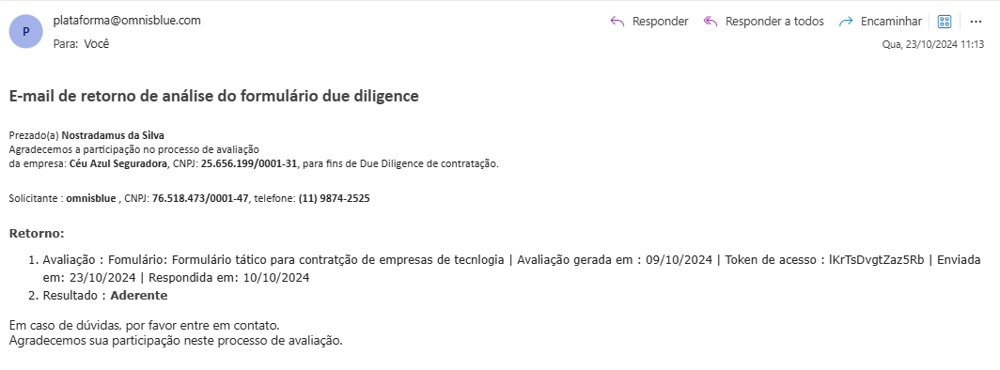 P
plataforma@omnisblue.com
Para: Você
Responder
Responder a todos
Encaminhar
Qua, 23/10/2024 11:13
E-mail de retorno de análise do formulário due diligence
Prezado(a) Nostradamus da Silva
Agradecemos a participação no processo de avaliação
da empresa: Céu Azul Seguradora, CNPJ: 25.656.199/0001-31, para fins de Due Diligence de contratação.
Solicitante : omnisblue , CNPJ: 76.518.473/0001-47, telefone: (11) 9874-2525
Retorno:
1. Avaliação : Fomulário: Formulário tático para contratção de empresas de tecnlogia | Avaliação gerada em : 09/10/2024 | Token de acesso : lKrTsDvgtZaz5Rb | Enviada
em: 23/10/2024 | Respondida em: 10/10/2024
2. Resultado : Aderente
Em caso de dúvidas, por favor entre em contato.
Agradecemos sua participação neste processo de avaliação.